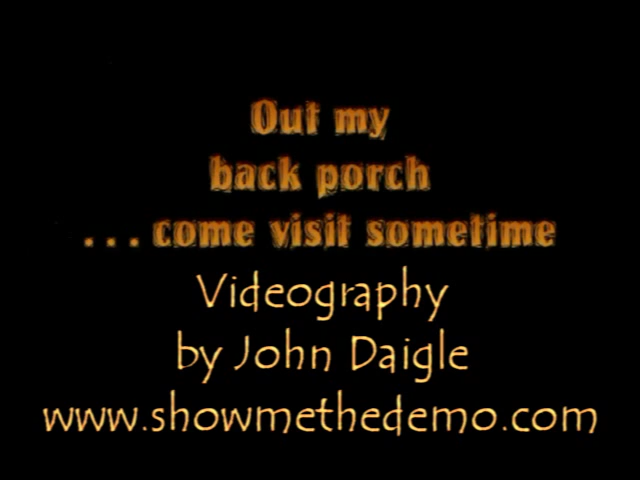 Out my
back porch
. . . come visit sometime
Videography
by John Daigle
www.showmethedemo.com